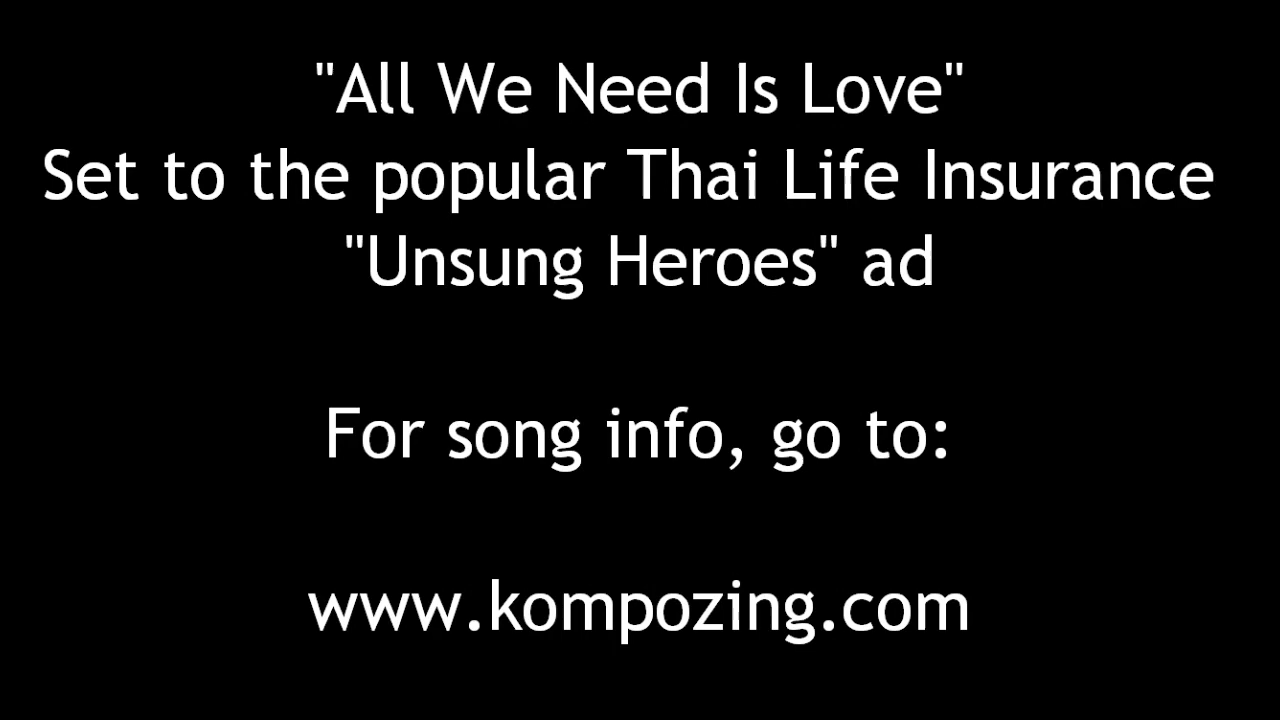 "All We Need Is Love"
Set to the popular Thai Life Insurance
"Unsung Heroes" ad
For song info, go to:
www.kompozing.com